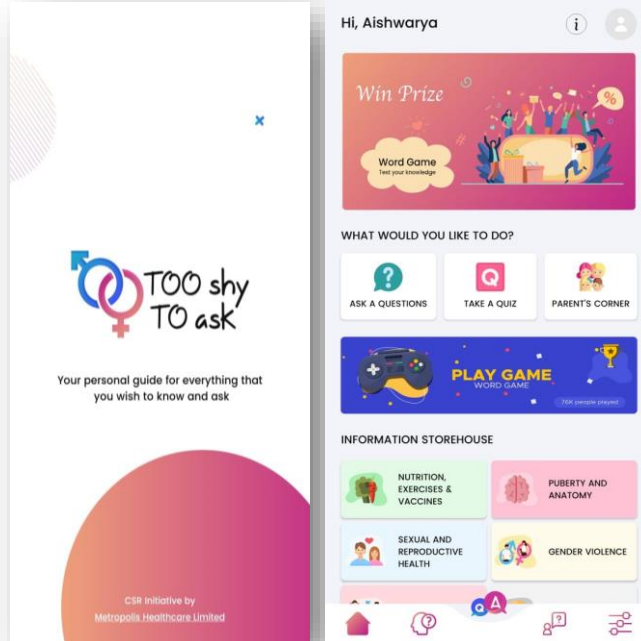 TOO shy
TO ask
Your personal guide for everything that
you wish to know and ask
CSR Initiative by
Metropolis Healthcare Limited
Hi, Aishwarya
i
Win Prize
%
#
Word Game
Test your knowledge
WHAT WOULD YOU LIKE TO DO?
?
Q
ASK A QUESTIONS
TAKE A QUIZ
PARENT'S CORNER
PLAY GAME
WORD GAME
76K people played
INFORMATION STOREHOUSE
NUTRITION,
EXERCISES &
VACCINES
PUBERTY AND
ANATOMY
SEXUAL AND
REPRODUCTIVE
HEALTH
GENDER VIOLENCE
Q A